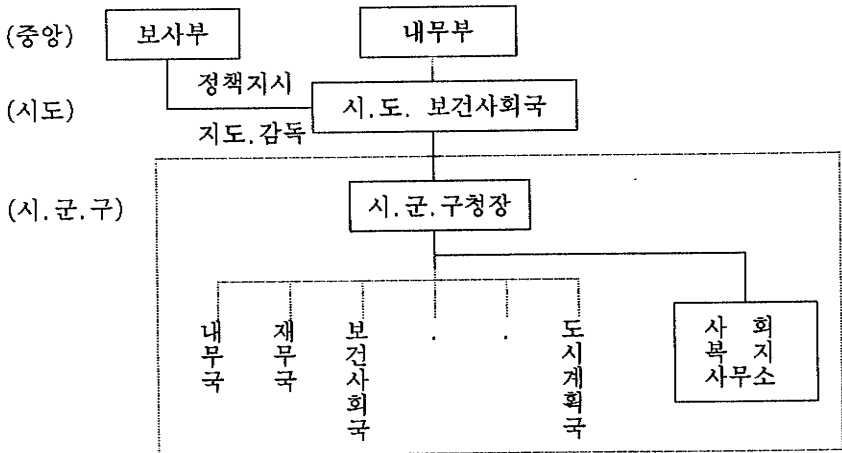 (중앙)
보사부
내무부
정책지시
(시도)
시.도. 보건사회국
지도.감독
(시.군.구)
시.군.구청장
내무국
재무국
보건사회국
.
.
도시계획국
사 회
복 지
사무소